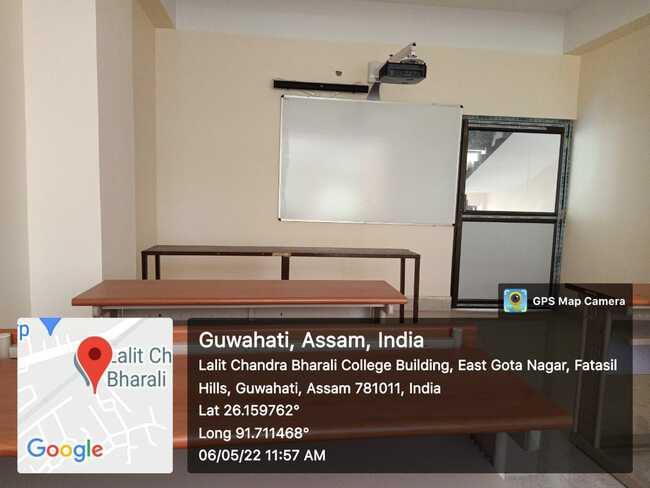 GPS Map Camera
p
Lalit Ch
Bharali
Google
Guwahati, Assam, India
Lalit Chandra Bharali College Building, East Gota Nagar, Fatasil
Hills, Guwahati, Assam 781011, India
Lat 26.159762°
Long 91.711468°
06/05/22 11:57 AM